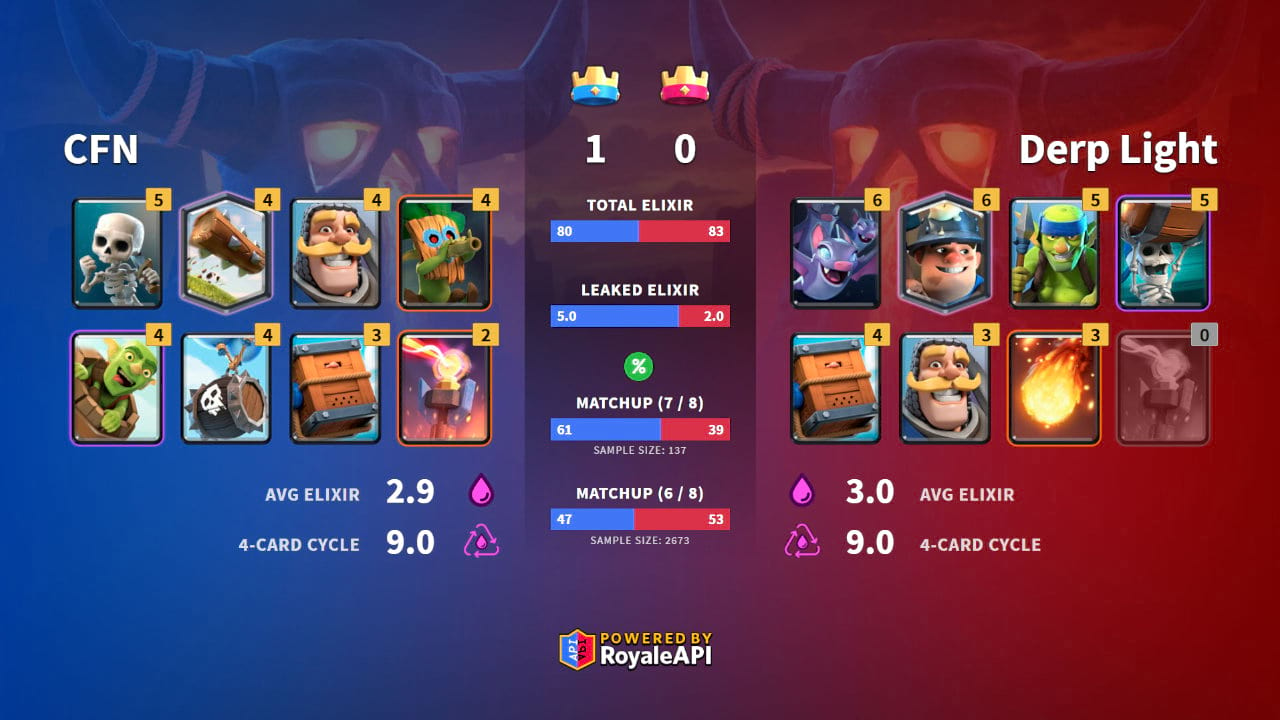 CFN
1 0
Derp Light
5 4 4 4
4 4 3 2
AVG ELIXIR 2.9
4-CARD CYCLE 9.0
TOTAL ELIXIR
80 83
LEAKED ELIXIR
5.0 2.0
%
MATCHUP (7 / 8)
61 39
SAMPLE SIZE: 137
MATCHUP (6 / 8)
47 53
SAMPLE SIZE: 2673
6 6 5 5
4 3 3 0
3.0 AVG ELIXIR
9.0 4-CARD CYCLE
API API
POWERED BY
RoyaleAPI